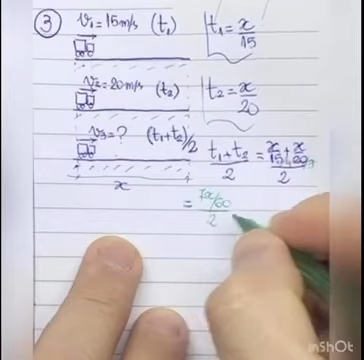 ③ v₁ = 15 m/s (t₁) t₁ = x/15
v₂ = 20 m/s (t₂) t₂ = x/20
v₃ = ? (t₁+t₂)/2 (t₁+t₂)/2 = (x/15 + x/20)/2
x
= (7x/60)/2
InShOt